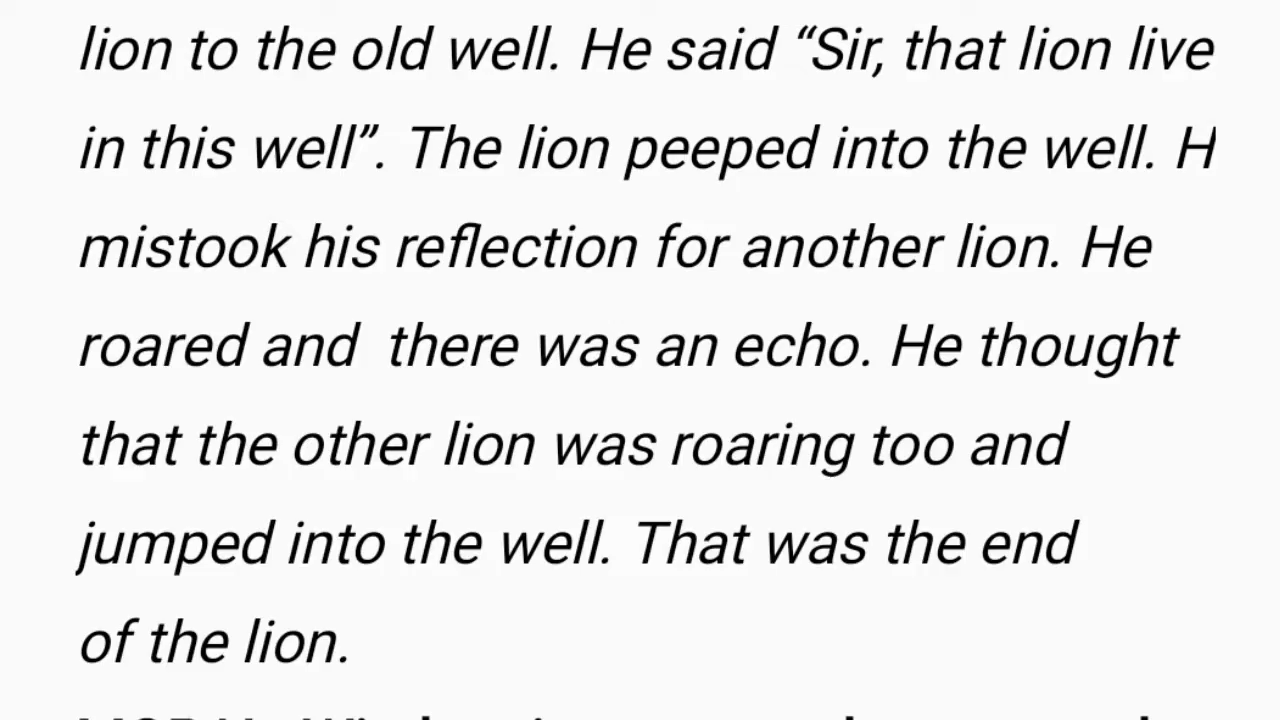 lion to the old well. He said “Sir, that lion live
in this well”. The lion peeped into the well. H
mistook his reflection for another lion. He
roared and  there was an echo. He thought
that the other lion was roaring too and
jumped into the well. That was the end
of the lion.